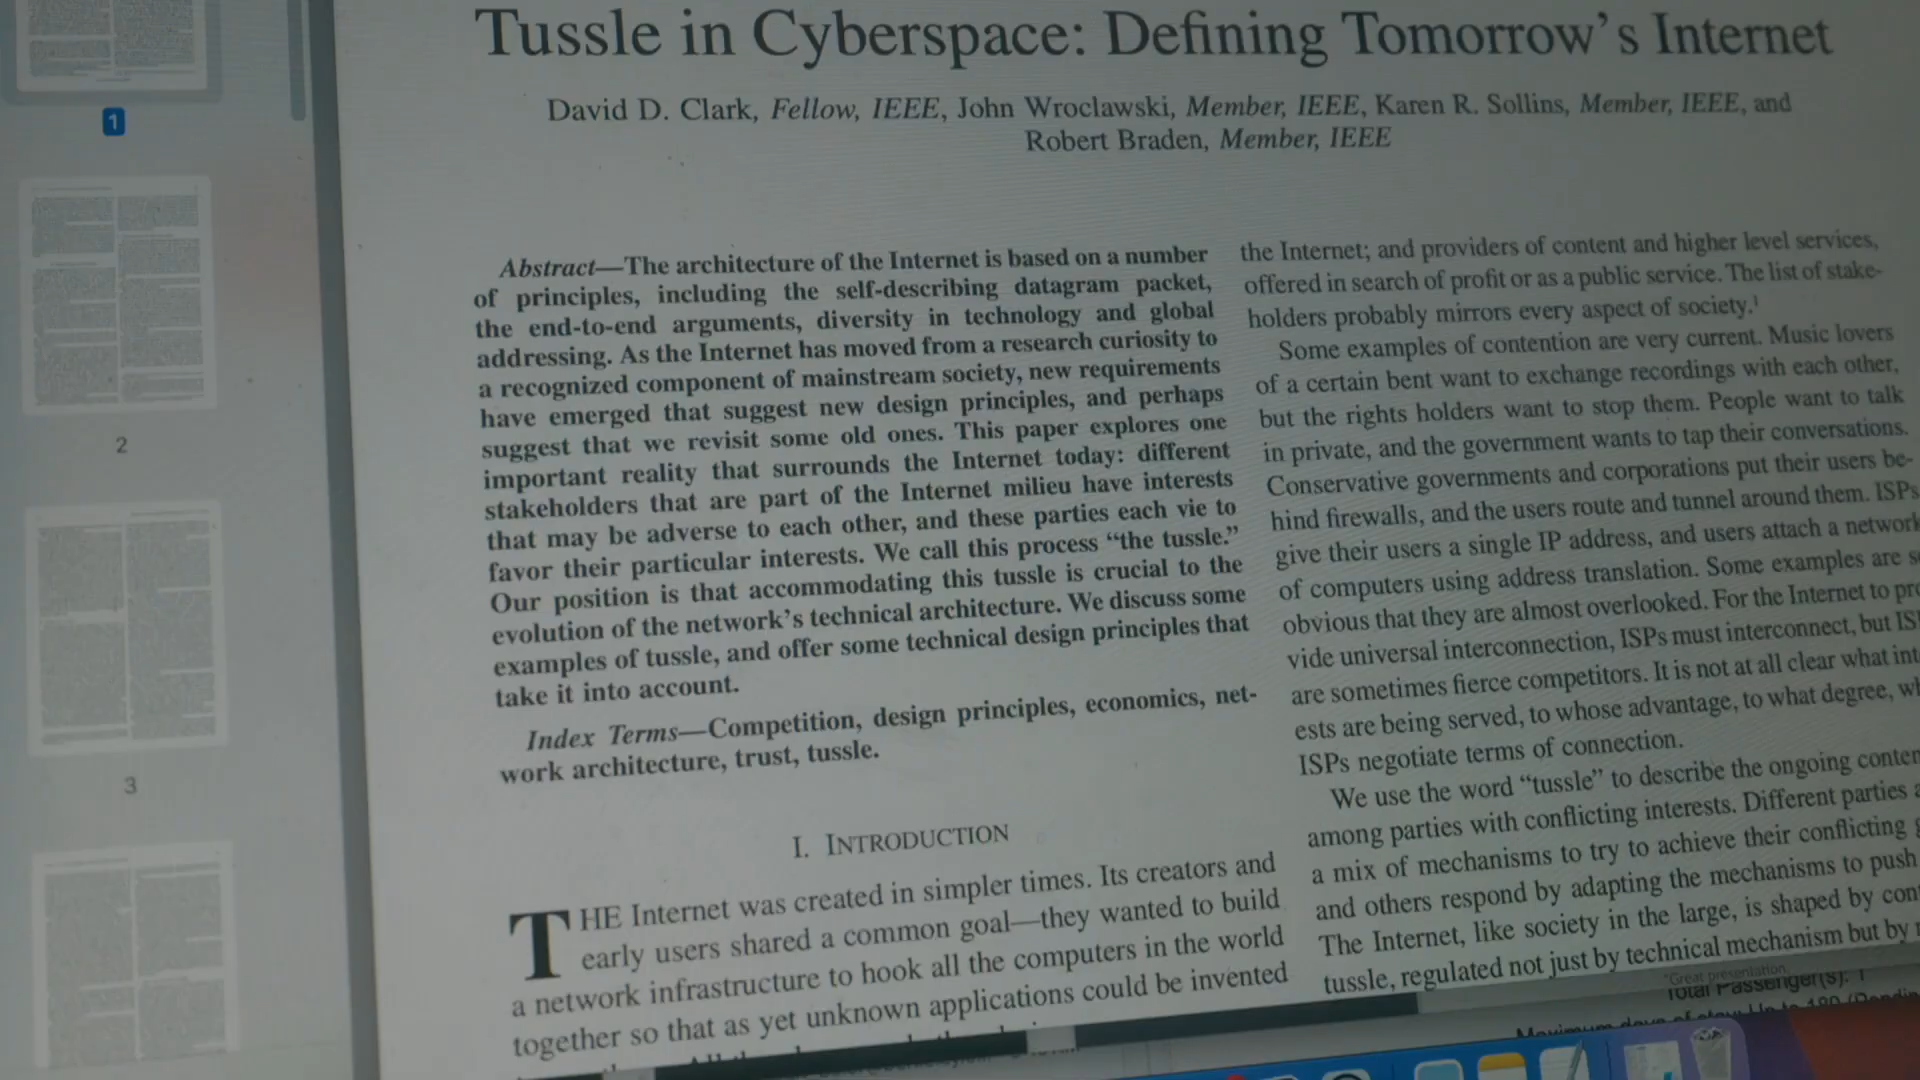 Tussle in Cyberspace: Defining Tomorrow's Internet
David D. Clark, Fellow, IEEE, John Wroclawski, Member, IEEE, Karen R. Sollins, Member, IEEE, and
Robert Braden, Member, IEEE
Abstract—The architecture of the Internet is based on a number
of principles, including the self-describing datagram packet,
the end-to-end arguments, diversity in technology and global
addressing. As the Internet has moved from a research curiosity to
a recognized component of mainstream society, new requirements
have emerged that suggest new design principles, and perhaps
suggest that we revisit some old ones. This paper explores one
important reality that surrounds the Internet today: different
stakeholders that are part of the Internet milieu have interests
that may be adverse to each other, and these parties each vie to
favor their particular interests. We call this process “the tussle.”
Our position is that accommodating this tussle is crucial to the
evolution of the network's technical architecture. We discuss some
examples of tussle, and offer some technical design principles that
take it into account.
Index Terms—Competition, design principles, economics, net-
work architecture, trust, tussle.
I. INTRODUCTION
THE Internet was created in simpler times. Its creators and
early users shared a common goal—they wanted to build
a network infrastructure to hook all the computers in the world
together so that as yet unknown applications could be invented
the Internet; and providers of content and higher level services,
offered in search of profit or as a public service. The list of stake-
holders probably mirrors every aspect of society.1
Some examples of contention are very current. Music lovers
of a certain bent want to exchange recordings with each other,
but the rights holders want to stop them. People want to talk
in private, and the government wants to tap their conversations.
Conservative governments and corporations put their users be-
hind firewalls, and the users route and tunnel around them. ISPs
give their users a single IP address, and users attach a network
of computers using address translation. Some examples are
obvious that they are almost overlooked. For the Internet to
vide universal interconnection, ISPs must interconnect, but
are sometimes fierce competitors. It is not at all clear what
ests are being served, to whose advantage, to what degree,
ISPs negotiate terms of connection.
We use the word “tussle” to describe the ongoing
among parties with conflicting interests. Different parties
a mix of mechanisms to try to achieve their conflicting
and others respond by adapting the mechanisms to push
The Internet, like society in the large, is shaped by
tussle, regulated not just by technical mechanism but by
1
2
3
"Great presentation
Total Passenger(s): 1